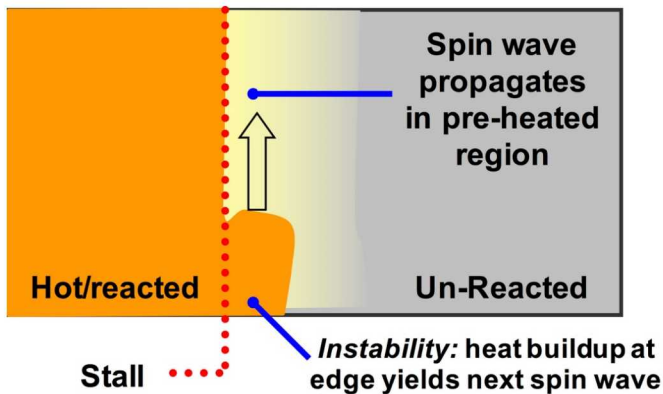 Spin wave
propagates
in pre-heated
region
Hot/reacted
Un-Reacted
Instability: heat buildup at
edge yields next spin wave
Stall